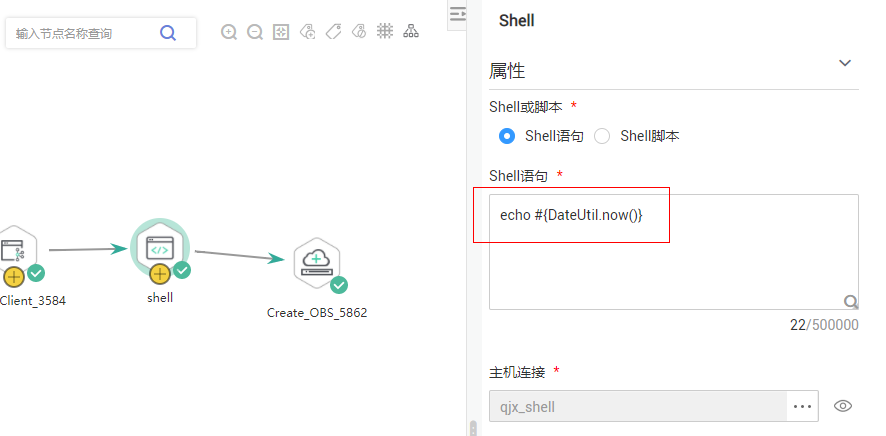 输入节点名称查询
Client_3584
shell
Create_OBS_5862
Shell
属性
Shell或脚本 *
Shell语句 Shell脚本
Shell语句 *
echo #{DateUtil.now()}
22/500000
主机连接 *
qjx_shell